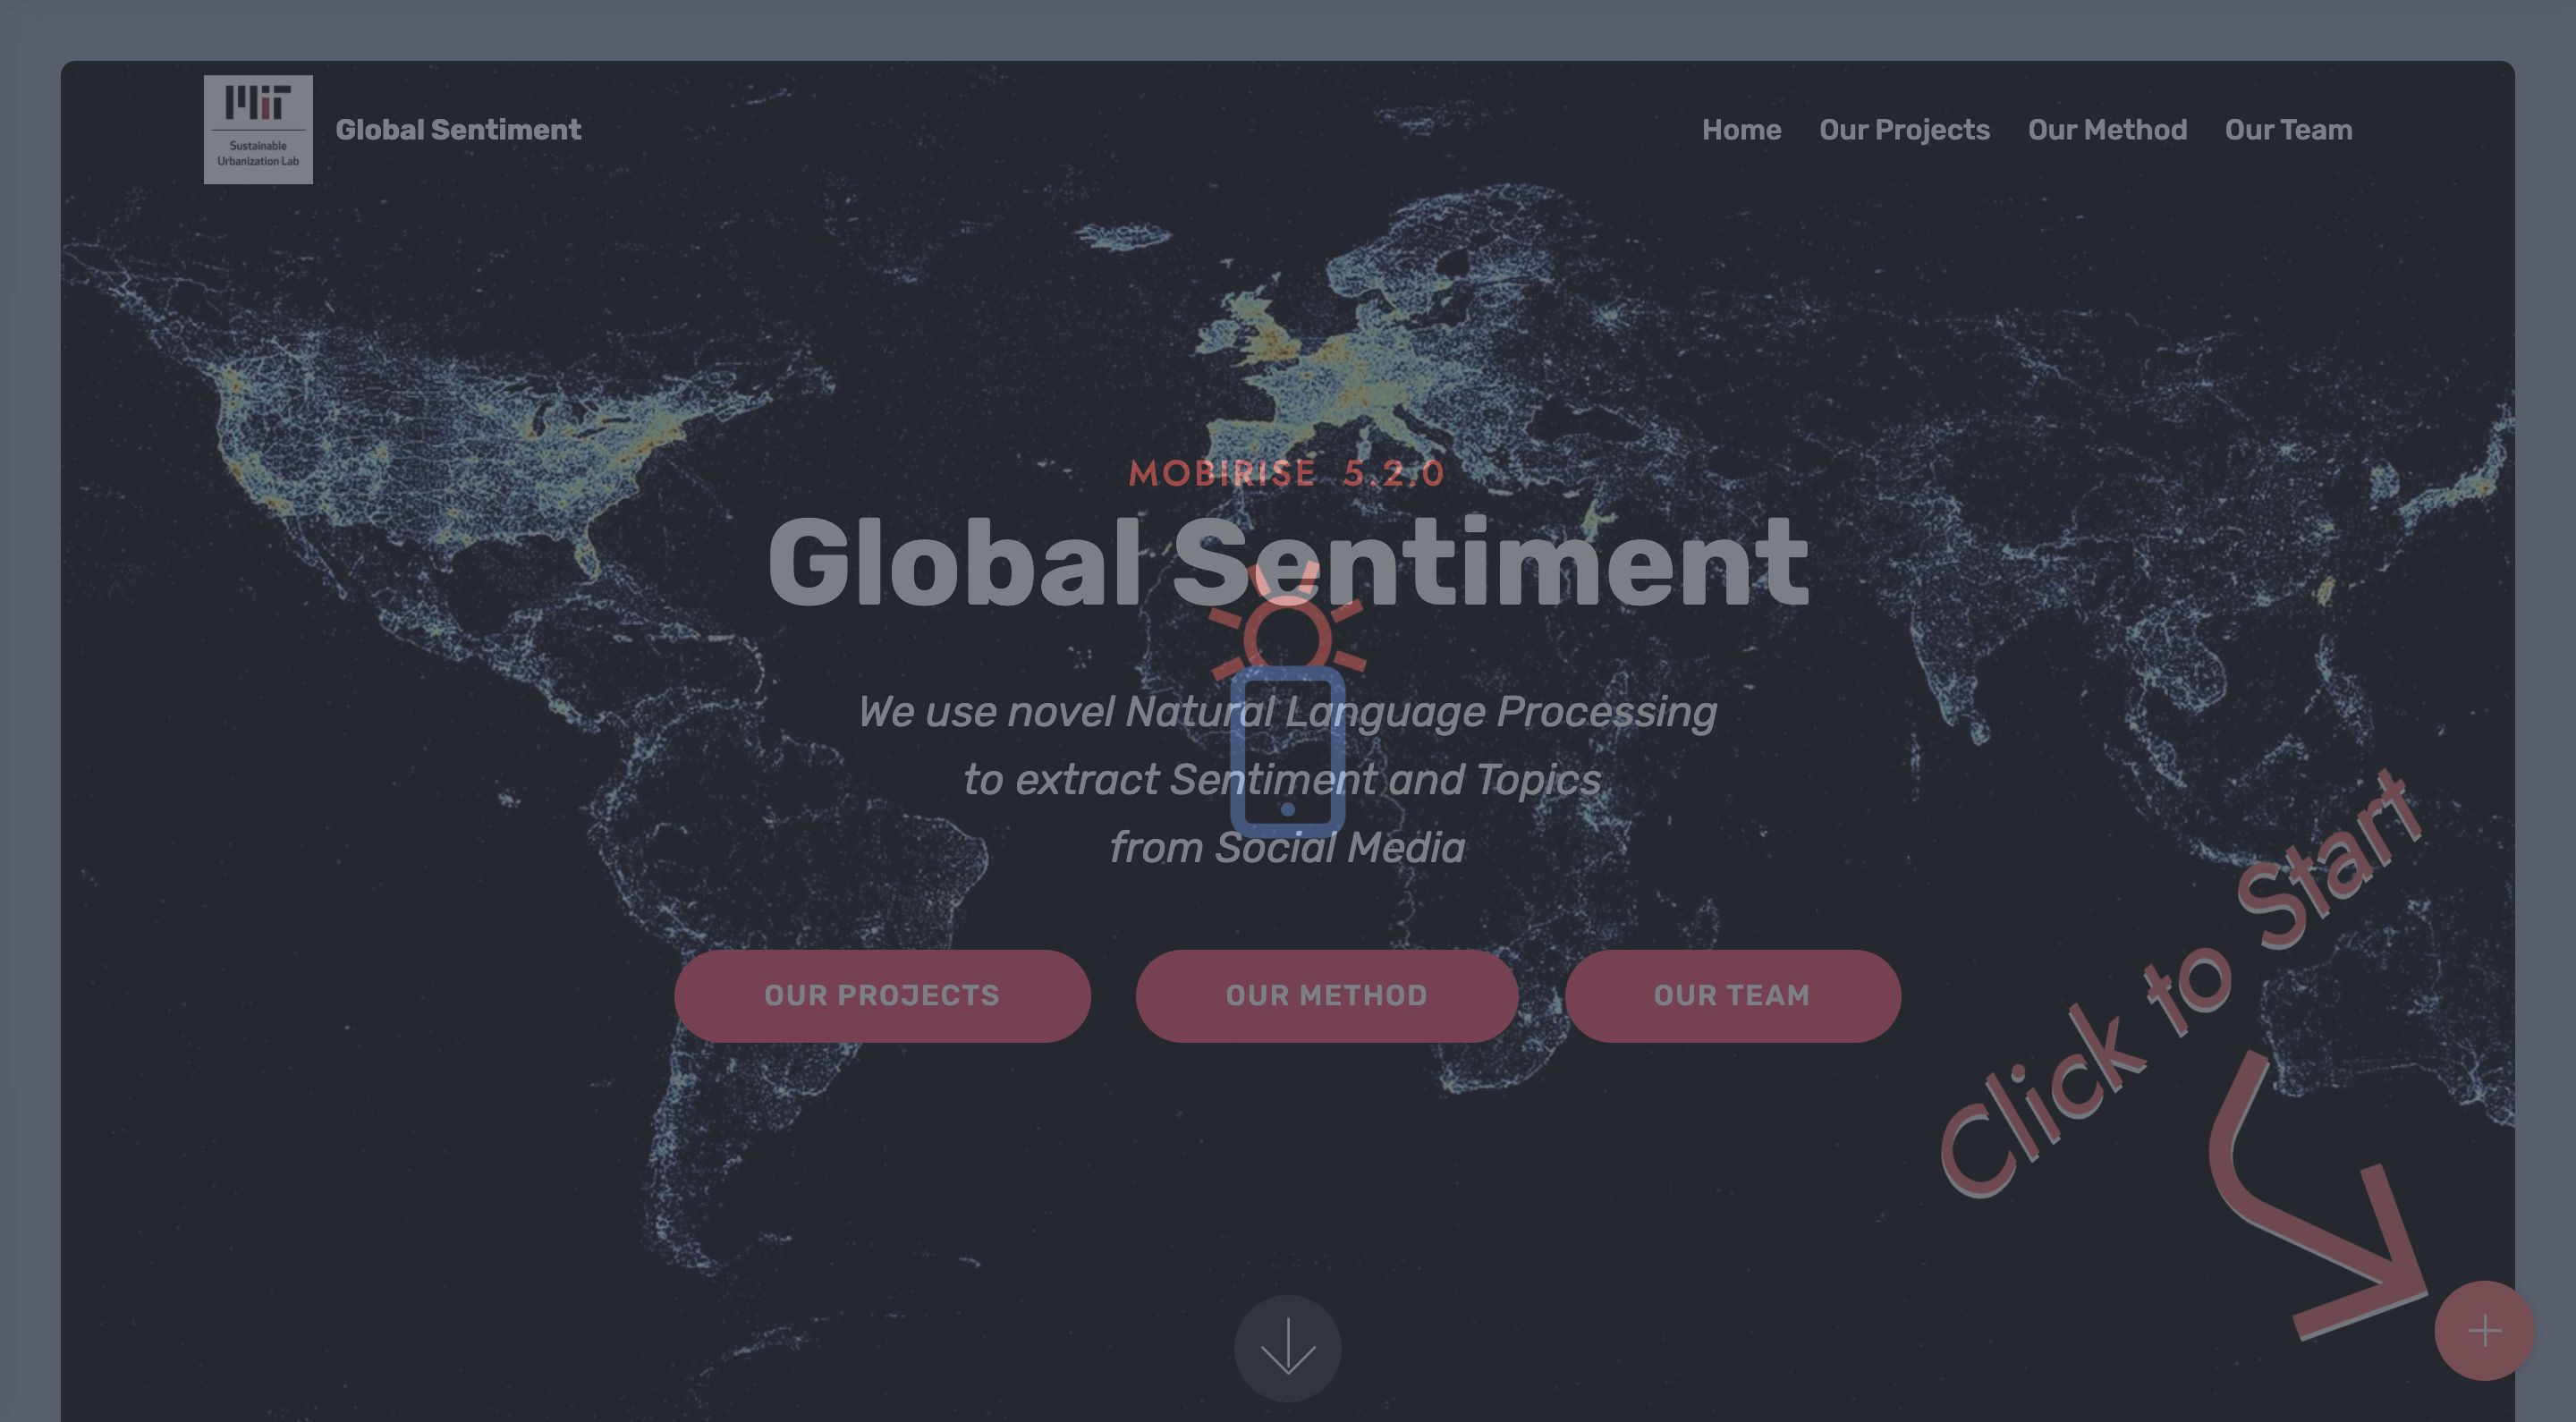 MiT
Sustainable
Urbanization Lab
Global Sentiment
Home Our Projects Our Method Our Team
MOBIRISE 5.2.0
Global Sentiment
We use novel Natural Language Processing
to extract Sentiment and Topics
from Social Media
OUR PROJECTS OUR METHOD OUR TEAM
Click to Start